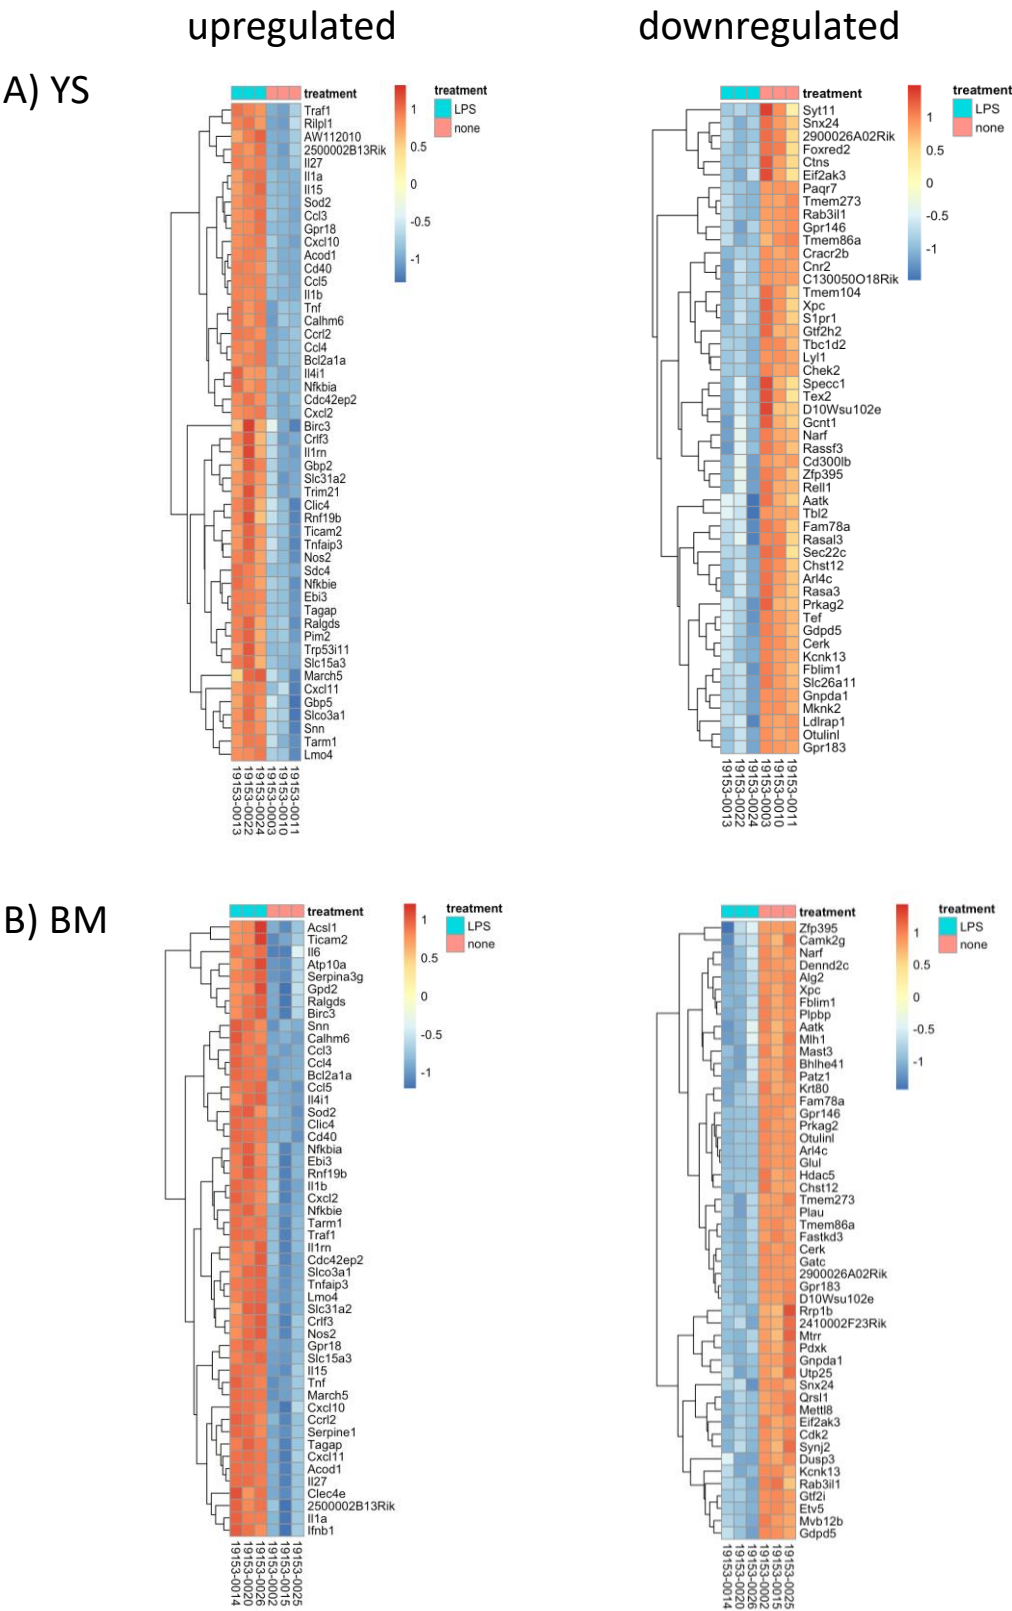 upregulated
downregulated
A) YS
treatment
Traf1
Rilpl1
AW112010
2500002B13Rik
Il27
Il1a
Il15
Sod2
Ccl3
Gpr18
Cxcl10
Acod1
Cd40
Ccl5
Il1b
Tnf
Calhm6
Ccrl2
Ccl4
Bcl2a1a
Il4i1
Nfkbia
Cdc42ep2
Cxcl2
Birc3
Crlf3
Il1rn
Gbp2
Slc31a2
Trim21
Clic4
Rnf19b
Ticam2
Tnfaip3
Nos2
Sdc4
Nfkbie
Ebi3
Tagap
Ralgds
Pim2
Trp53i11
Slc15a3
March5
Cxcl11
Gbp5
Slco3a1
Snn
Tarm1
Lmo4
19153-0013
19153-0022
19153-0024
19153-0003
19153-0010
19153-0011
1
0.5
0
-0.5
-1
treatment
LPS
none
treatment
Syt11
Snx24
2900026A02Rik
Foxred2
Ctns
Eif2ak3
Paqr7
Tmem273
Rab3il1
Gpr146
Tmem86a
Cracr2b
Cnr2
C130050O18Rik
Tmem104
Xpc
S1pr1
Gtf2h2
Tbc1d2
Lyl1
Chek2
Specc1
Tex2
D10Wsu102e
Gcnt1
Narf
Rassf3
Cd300lb
Zfp395
Rell1
Aatk
Tbl2
Fam78a
Rasal3
Sec22c
Chst12
Arl4c
Rasa3
Prkag2
Tef
Gdpd5
Cerk
Kcnk13
Fblim1
Slc26a11
Gnpda1
Mknk2
Ldlrap1
Otulinl
Gpr183
19153-0013
19153-0022
19153-0024
19153-0003
19153-0010
19153-0011
1
0.5
0
-0.5
-1
treatment
LPS
none
B) BM
treatment
Acsl1
Ticam2
Il6
Atp10a
Serpina3g
Gpd2
Ralgds
Birc3
Snn
Calhm6
Ccl3
Ccl4
Bcl2a1a
Ccl5
Il4i1
Sod2
Clic4
Cd40
Nfkbia
Ebi3
Rnf19b
Il1b
Cxcl2
Nfkbie
Tarm1
Traf1
Il1rn
Cdc42ep2
Slco3a1
Tnfaip3
Lmo4
Slc31a2
Crlf3
Nos2
Gpr18
Slc15a3
Il15
Tnf
March5
Cxcl10
Ccrl2
Serpine1
Tagap
Cxcl11
Acod1
Il27
Clec4e
2500002B13Rik
Il1a
Ifnb1
19153-0014
19153-0020
19153-0026
19153-0002
19153-0015
19153-0025
1
0.5
0
-0.5
-1
treatment
LPS
none
treatment
Zfp395
Camk2g
Narf
Dennd2c
Alg2
Xpc
Fblim1
Plpbp
Aatk
Mlh1
Mast3
Bhlhe41
Patz1
Krt80
Fam78a
Gpr146
Prkag2
Otulinl
Arl4c
Glul
Hdac5
Chst12
Tmem273
Plau
Tmem86a
Fastkd3
Cerk
Gatc
2900026A02Rik
Gpr183
D10Wsu102e
Rrp1b
2410002F23Rik
Mtrr
Pdxk
Gnpda1
Utp25
Snx24
Qrsl1
Mettl8
Eif2ak3
Cdk2
Synj2
Dusp3
Kcnk13
Rab3il1
Gtf2i
Etv5
Mvb12b
Gdpd5
19153-0014
19153-0020
19153-0026
19153-0002
19153-0015
19153-0025
1
0.5
0
-0.5
-1
treatment
LPS
none